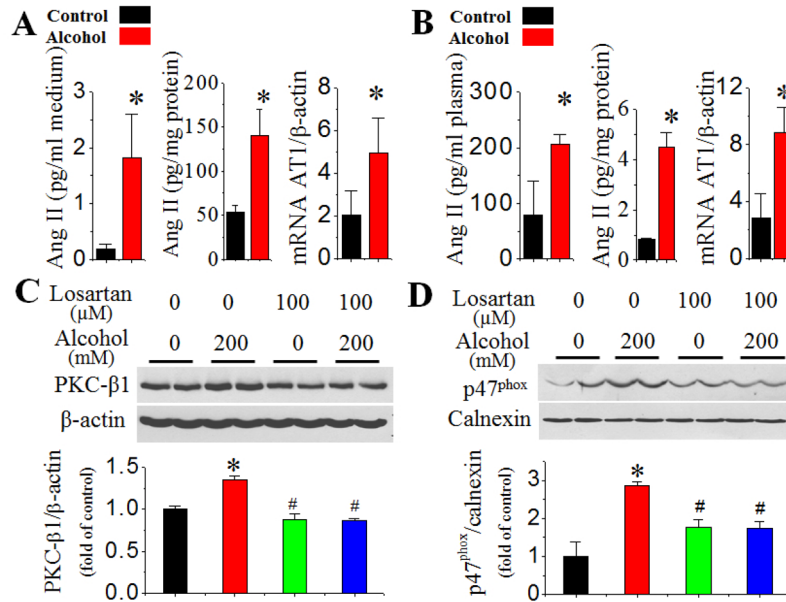 A
Control
Alcohol
Ang II (pg/ml medium)
3
2
1
0
*
Ang II (pg/mg protein)
200
150
100
50
0
*
mRNA AT1/β-actin
8
6
4
2
0
*
B
Control
Alcohol
Ang II (pg/ml plasma)
300
200
100
0
*
Ang II (pg/mg protein)
6
4
2
0
*
mRNA AT1/β-actin
12
9
6
3
0
*
C
Losartan 0 0 100 100
(µM)
Alcohol 0 200 0 200
(mM)
PKC-β1
β-actin
PKC-β1/β-actin
(fold of control)
1.5
1.0
0.5
0.0
*
#
#
D
Losartan 0 0 100 100
(µM)
Alcohol 0 200 0 200
(mM)
p47phox
Calnexin
p47phox/calnexin
(fold of control)
3
2
1
0
*
#
#